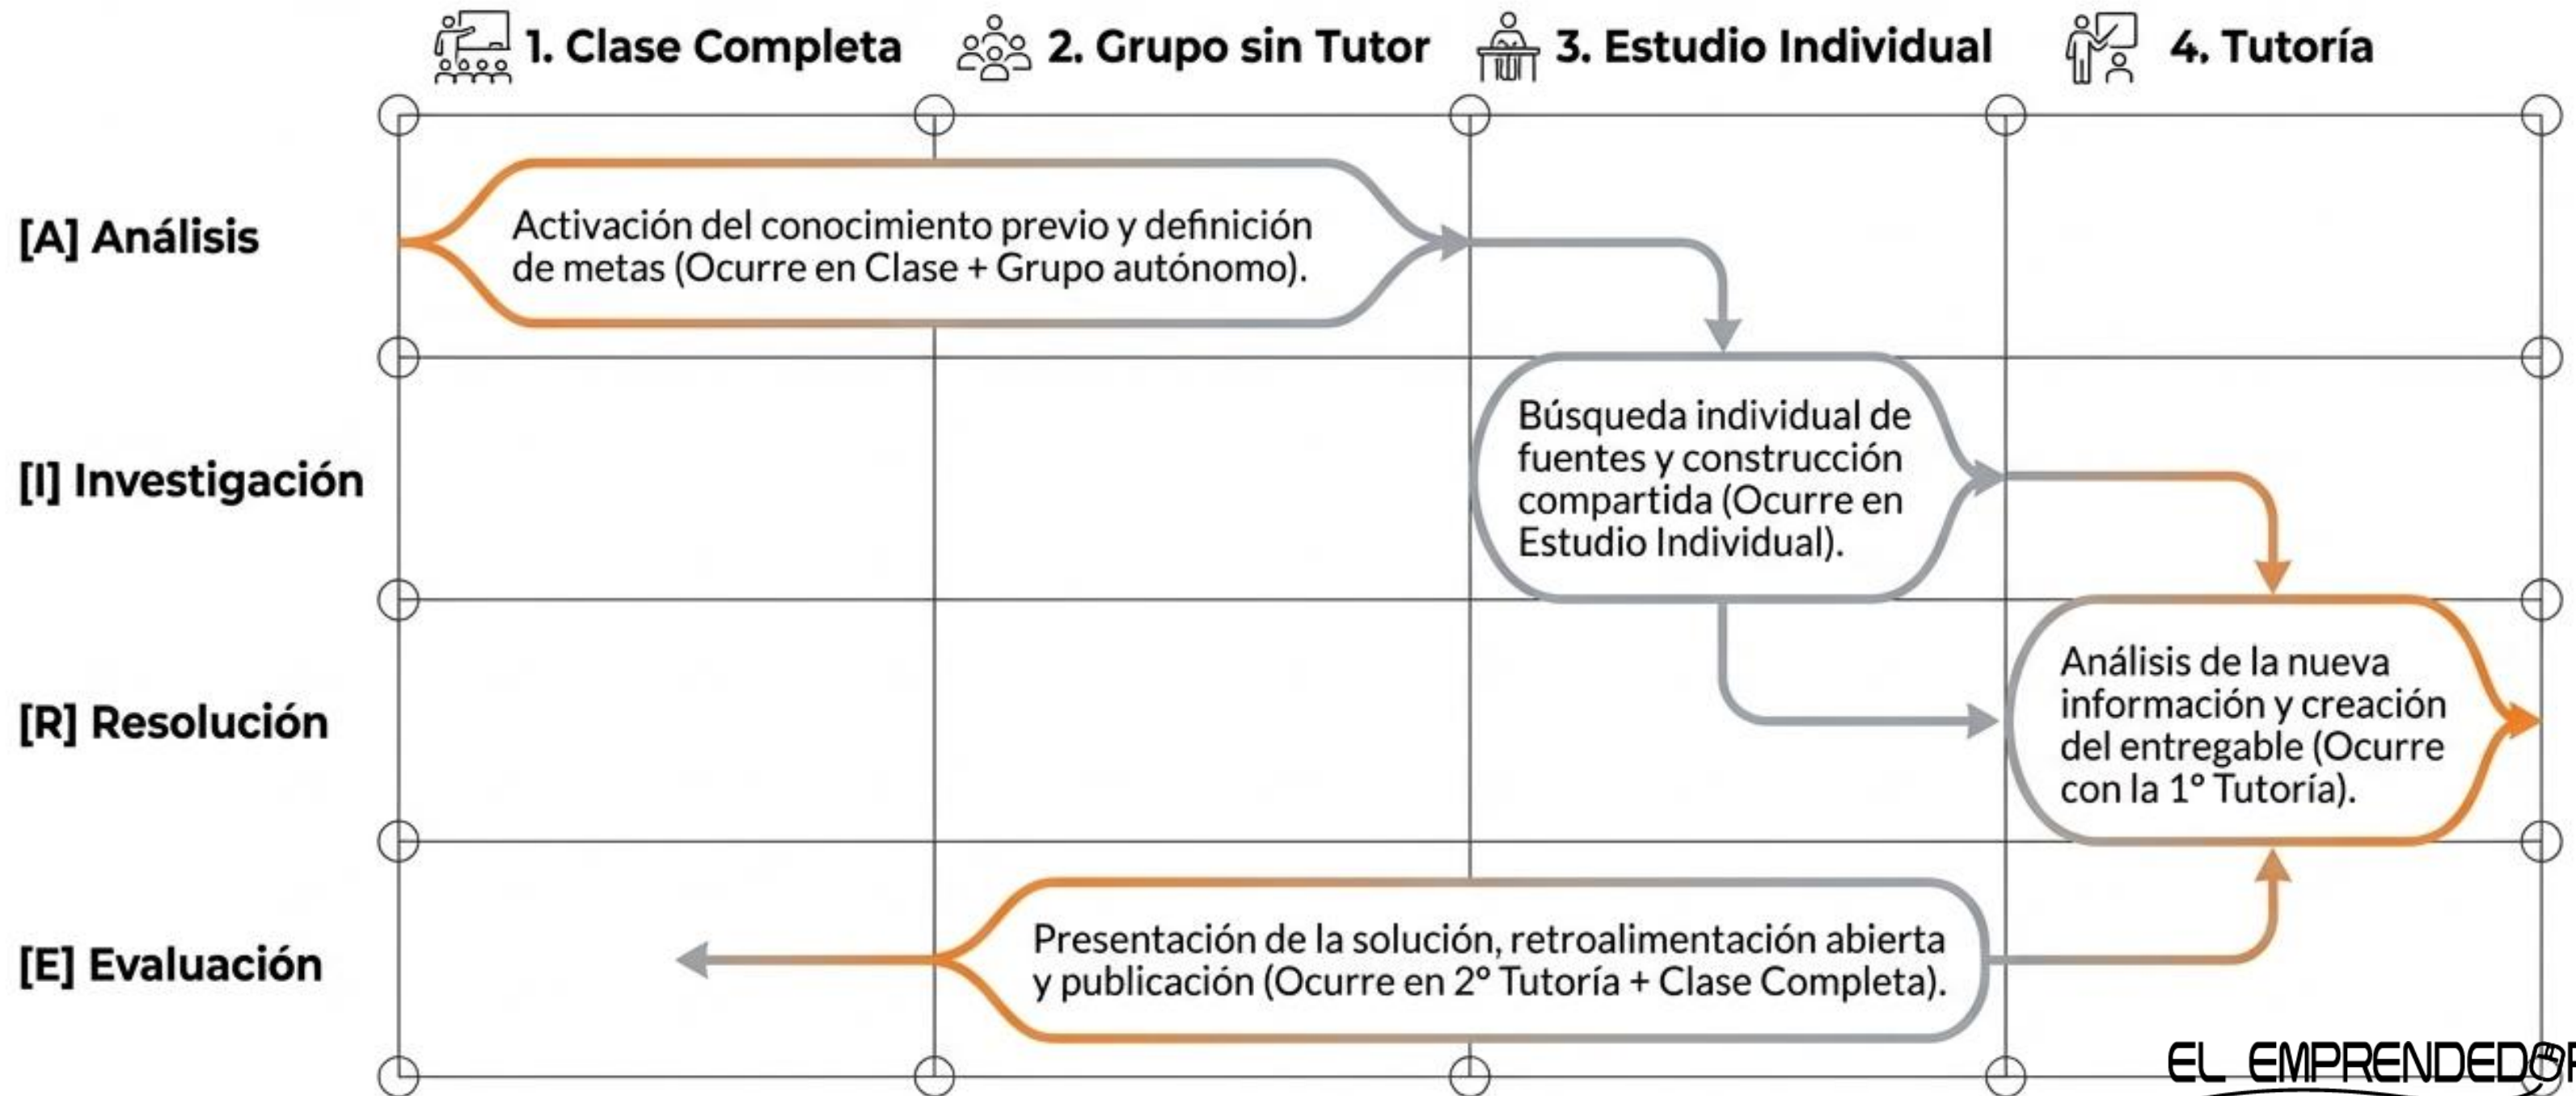 1. Clase Completa
2. Grupo sin Tutor
3. Estudio Individual
4. Tutoría
[A] Análisis
Activación del conocimiento previo y definición
de metas (Ocurre en Clase + Grupo autónomo).
[I] Investigación
Búsqueda individual de
fuentes y construcción
compartida (Ocurre en
Estudio Individual).
[R] Resolución
Análisis de la nueva
información y creación
del entregable (Ocurre
con la 1° Tutoría).
[E] Evaluación
Presentación de la solución, retroalimentación abierta
y publicación (Ocurre en 2° Tutoría + Clase Completa).
EL EMPRENDEDOR